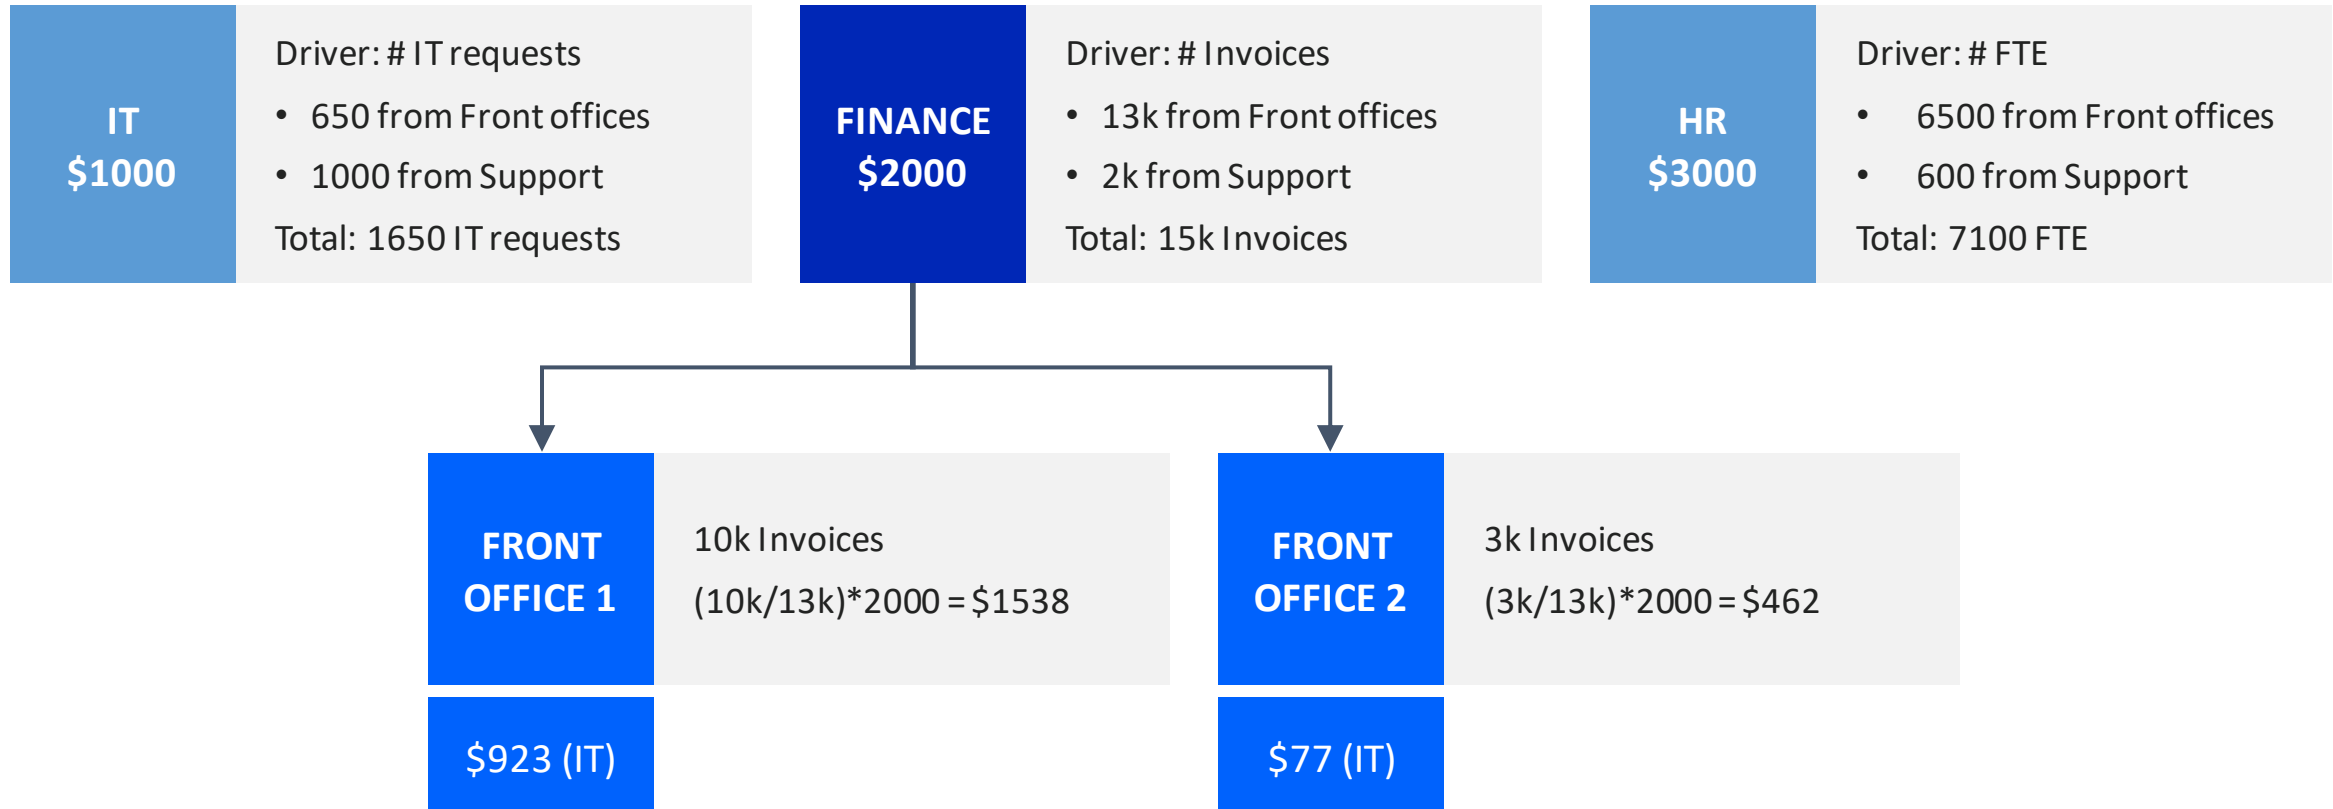 IT
$1000
Driver: # IT requests
• 650 from Front offices
• 1000 from Support
Total: 1650 IT requests
FINANCE
$2000
Driver: # Invoices
• 13k from Front offices
• 2k from Support
Total: 15k Invoices
HR
$3000
Driver: # FTE
• 6500 from Front offices
• 600 from Support
Total: 7100 FTE
FRONT
OFFICE 1
10k Invoices
(10k/13k)*2000 = $1538
$923 (IT)
FRONT
OFFICE 2
3k Invoices
(3k/13k)*2000 = $462
$77 (IT)